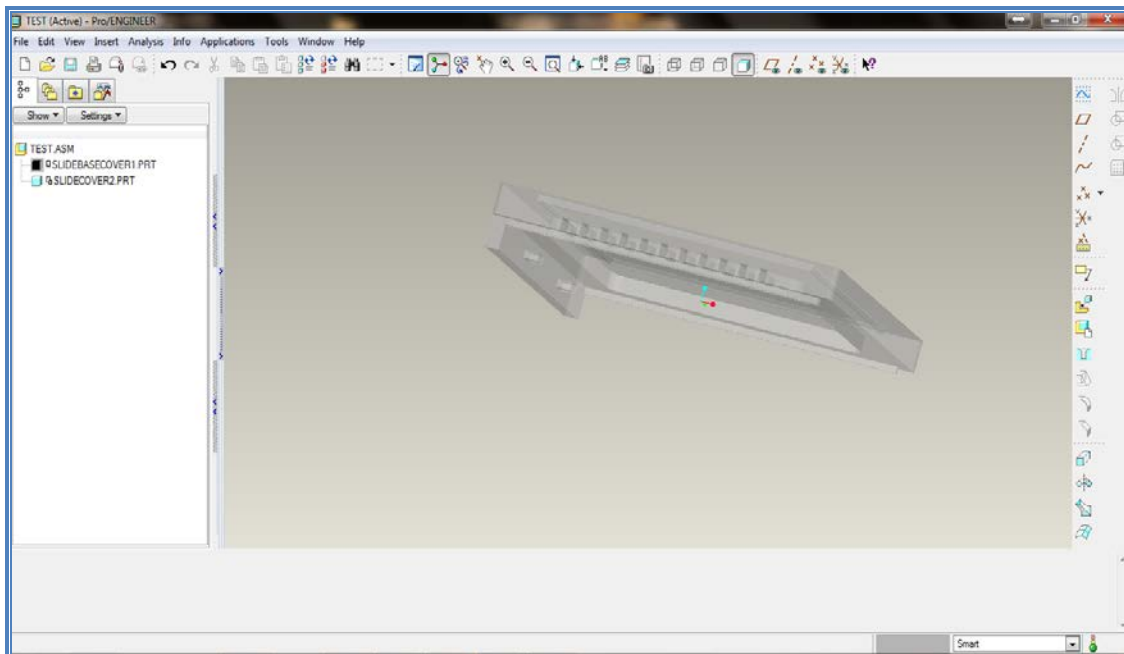 TEST (Active) - Pro/ENGINEER
File Edit View Insert Analysis Info Applications Tools Window Help
Show Settings
TEST.ASM
SLIDEBASECOVER1.PRT
SLIDECOVER2.PRT
Smart